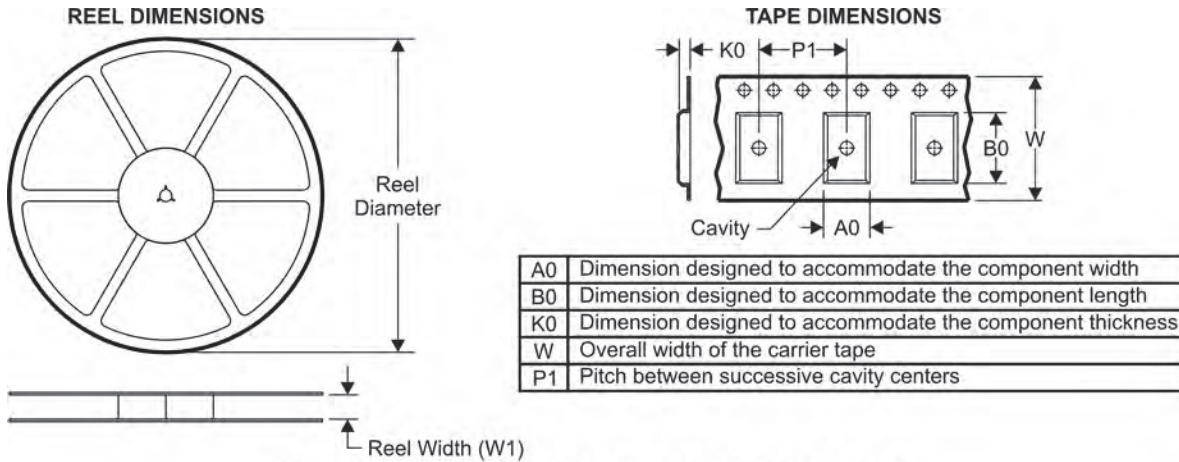 REEL DIMENSIONS
Reel
Diameter
Reel Width (W1)
TAPE DIMENSIONS
K0
P1
B0
W
Cavity
A0
A0 Dimension designed to accommodate the component width
B0 Dimension designed to accommodate the component length
K0 Dimension designed to accommodate the component thickness
W Overall width of the carrier tape
P1 Pitch between successive cavity centers